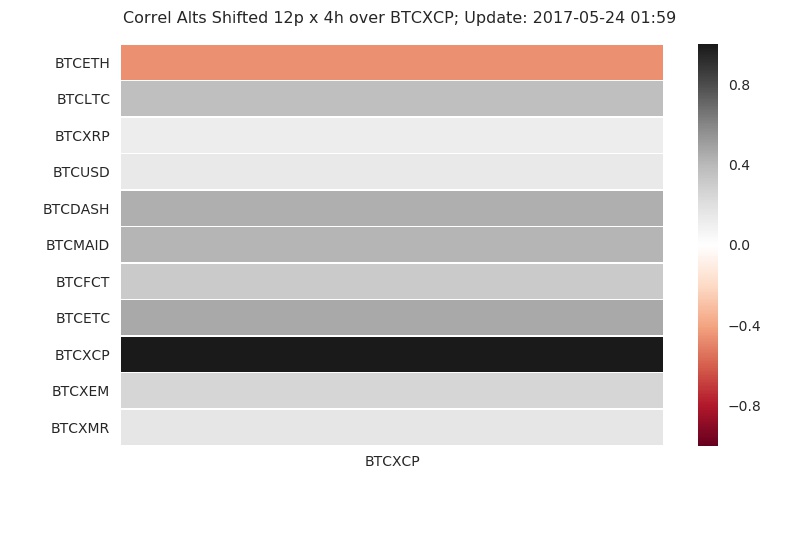 Correl Alts Shifted 12p x 4h over BTCXCP; Update: 2017-05-24 01:59
BTCETH
BTCLTC
BTCXRP
BTCUSD
BTCDASH
BTCMAID
BTCFCT
BTCETC
BTCXCP
BTCXEM
BTCXMR
BTCXCP
0.8
0.4
0.0
−0.4
−0.8